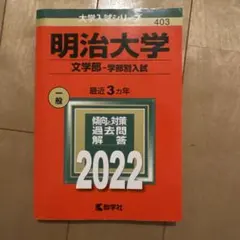 大学入試シリーズ
403
明治大学
文学部－学部別入試
一般
最近3カ年
傾向と対策
過去問
解答
2022
教学社